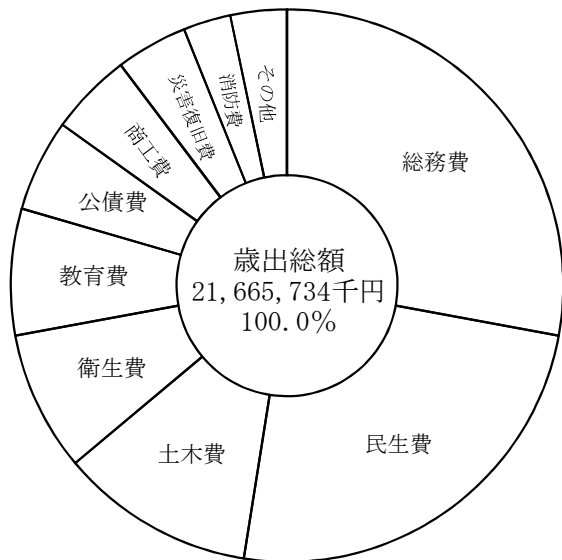 総務費
民生費
土木費
衛生費
教育費
公債費
商工費
災害復旧費
消防費
その他
歳出総額
21,665,734千円
100.0%